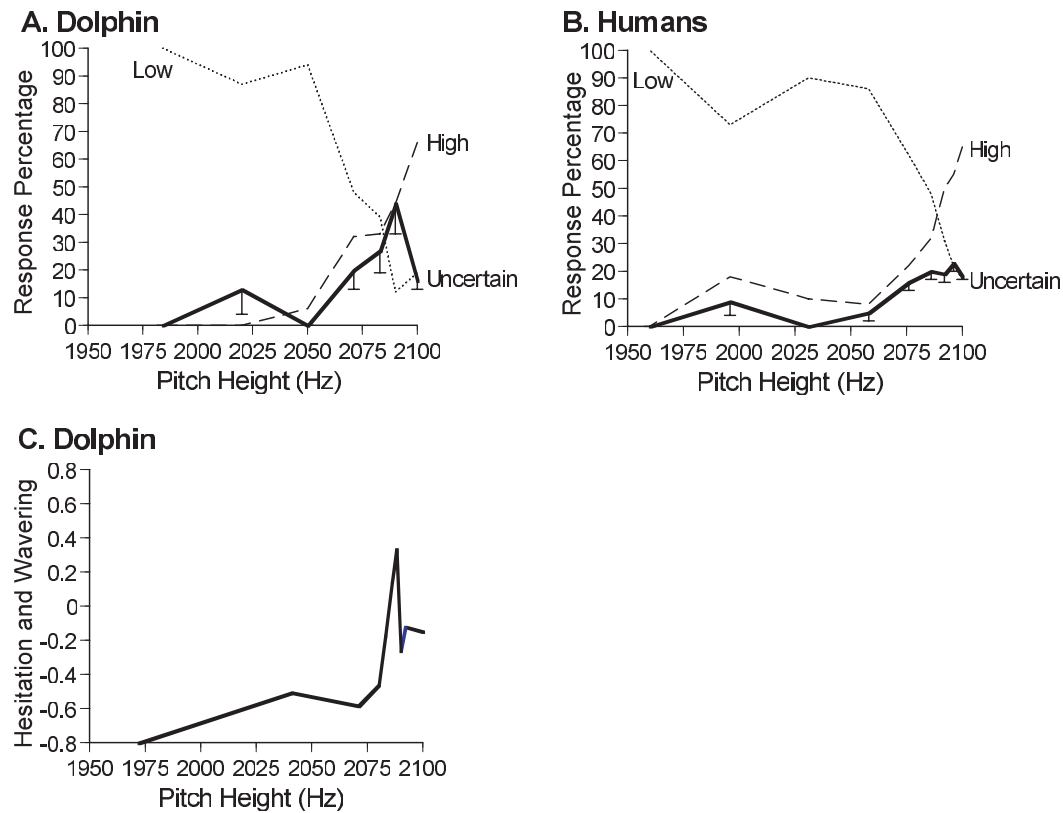 A. Dolphin
100
90
80
70
60
50
40
30
20
10
0
Response Percentage
Low
High
Uncertain
1950 1975 2000 2025 2050 2075 2100
Pitch Height (Hz)
B. Humans
100
90
80
70
60
50
40
30
20
10
0
Response Percentage
Low
High
Uncertain
1950 1975 2000 2025 2050 2075 2100
Pitch Height (Hz)
C. Dolphin
0.8
0.6
0.4
0.2
0
-0.2
-0.4
-0.6
-0.8
Hesitation and Wavering
1950 1975 2000 2025 2050 2075 2100
Pitch Height (Hz)